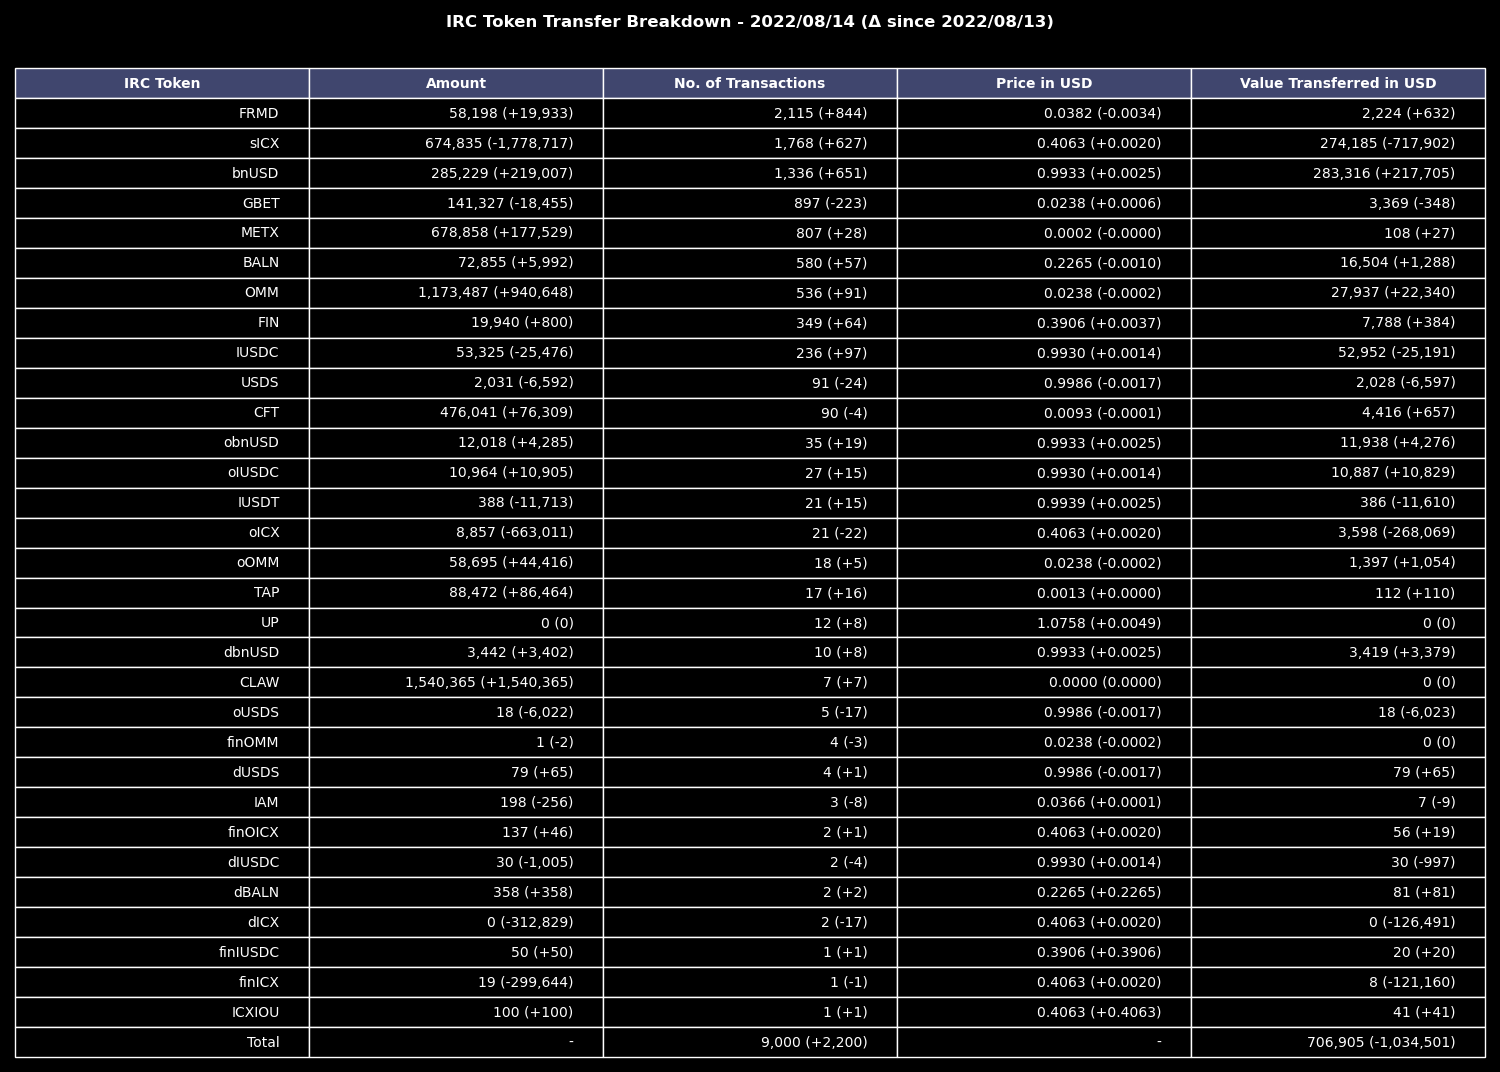 IRC Token Transfer Breakdown - 2022/08/14 (Δ since 2022/08/13)
IRC Token Amount No. of Transactions Price in USD Value Transferred in USD
FRMD 58,198 (+19,933) 2,115 (+844) 0.0382 (-0.0034) 2,224 (+632)
sICX 674,835 (-1,778,717) 1,768 (+627) 0.4063 (+0.0020) 274,185 (-717,902)
bnUSD 285,229 (+219,007) 1,336 (+651) 0.9933 (+0.0025) 283,316 (+217,705)
GBET 141,327 (-18,455) 897 (-223) 0.0238 (+0.0006) 3,369 (-348)
METX 678,858 (+177,529) 807 (+28) 0.0002 (-0.0000) 108 (+27)
BALN 72,855 (+5,992) 580 (+57) 0.2265 (-0.0010) 16,504 (+1,288)
OMM 1,173,487 (+940,648) 536 (+91) 0.0238 (-0.0002) 27,937 (+22,340)
FIN 19,940 (+800) 349 (+64) 0.3906 (+0.0037) 7,788 (+384)
IUSDC 53,325 (-25,476) 236 (+97) 0.9930 (+0.0014) 52,952 (-25,191)
USDS 2,031 (-6,592) 91 (-24) 0.9986 (-0.0017) 2,028 (-6,597)
CFT 476,041 (+76,309) 90 (-4) 0.0093 (-0.0001) 4,416 (+657)
obnUSD 12,018 (+4,285) 35 (+19) 0.9933 (+0.0025) 11,938 (+4,276)
oIUSDC 10,964 (+10,905) 27 (+15) 0.9930 (+0.0014) 10,887 (+10,829)
IUSDT 388 (-11,713) 21 (+15) 0.9939 (+0.0025) 386 (-11,610)
oICX 8,857 (-663,011) 21 (-22) 0.4063 (+0.0020) 3,598 (-268,069)
oOMM 58,695 (+44,416) 18 (+5) 0.0238 (-0.0002) 1,397 (+1,054)
TAP 88,472 (+86,464) 17 (+16) 0.0013 (+0.0000) 112 (+110)
UP 0 (0) 12 (+8) 1.0758 (+0.0049) 0 (0)
dbnUSD 3,442 (+3,402) 10 (+8) 0.9933 (+0.0025) 3,419 (+3,379)
CLAW 1,540,365 (+1,540,365) 7 (+7) 0.0000 (0.0000) 0 (0)
oUSDS 18 (-6,022) 5 (-17) 0.9986 (-0.0017) 18 (-6,023)
finOMM 1 (-2) 4 (-3) 0.0238 (-0.0002) 0 (0)
dUSDS 79 (+65) 4 (+1) 0.9986 (-0.0017) 79 (+65)
IAM 198 (-256) 3 (-8) 0.0366 (+0.0001) 7 (-9)
finOICX 137 (+46) 2 (+1) 0.4063 (+0.0020) 56 (+19)
dIUSDC 30 (-1,005) 2 (-4) 0.9930 (+0.0014) 30 (-997)
dBALN 358 (+358) 2 (+2) 0.2265 (+0.2265) 81 (+81)
dICX 0 (-312,829) 2 (-17) 0.4063 (+0.0020) 0 (-126,491)
finIUSDC 50 (+50) 1 (+1) 0.3906 (+0.3906) 20 (+20)
finICX 19 (-299,644) 1 (-1) 0.4063 (+0.0020) 8 (-121,160)
ICXIOU 100 (+100) 1 (+1) 0.4063 (+0.4063) 41 (+41)
Total - 9,000 (+2,200) - 706,905 (-1,034,501)